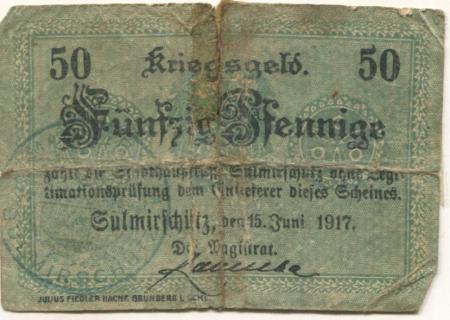 50 Kriegsgeld. 50
Fünfzig Pfennige
zahlt die Stadthauptkasse Sulmirschütz ohne Legi-
timationsprüfung dem Einlieferer dieses Scheines.
Sulmirschütz, den 15. Juni 1917.
Der Magistrat.
JULIUS FIEDLER NACHF. GRÜNBERG I. SCHL.